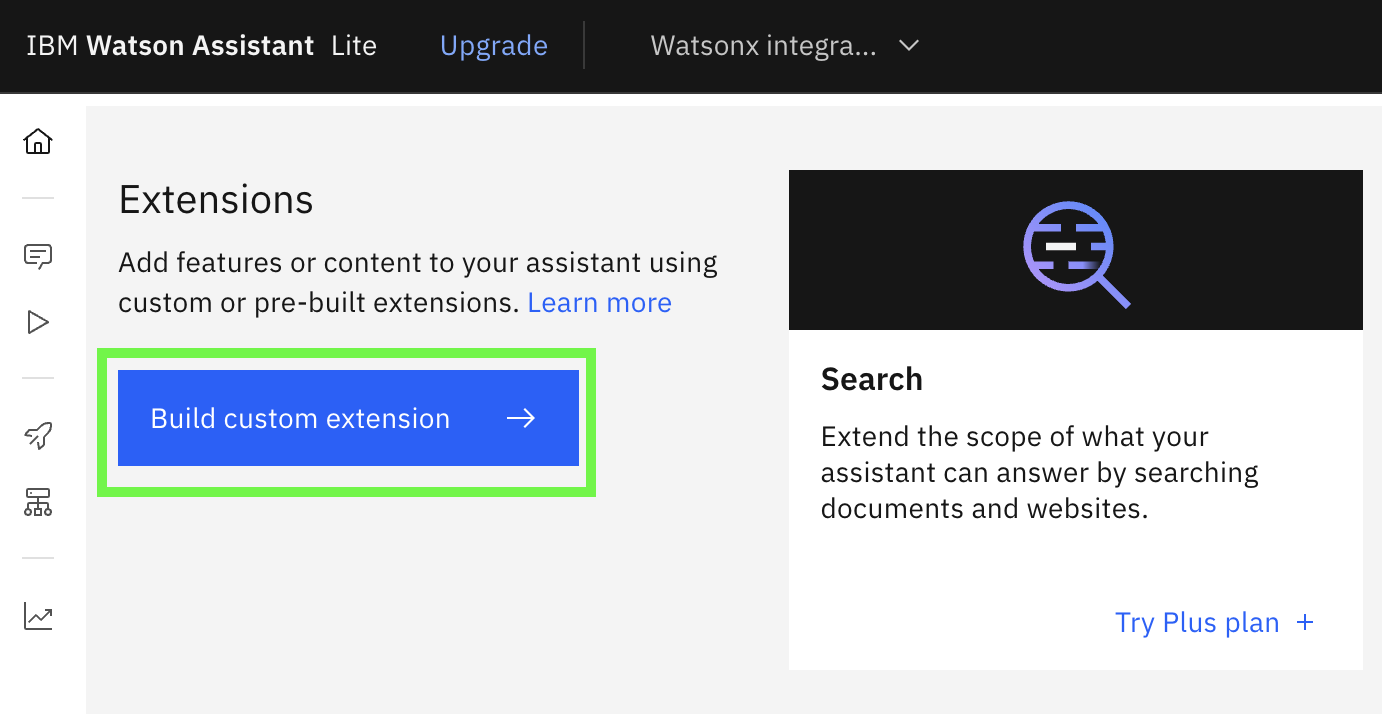 IBM Watson Assistant Lite Upgrade Watsonx integra...
Extensions
Add features or content to your assistant using
custom or pre-built extensions. Learn more
Build custom extension
Search
Extend the scope of what your
assistant can answer by searching
documents and websites.
Try Plus plan +